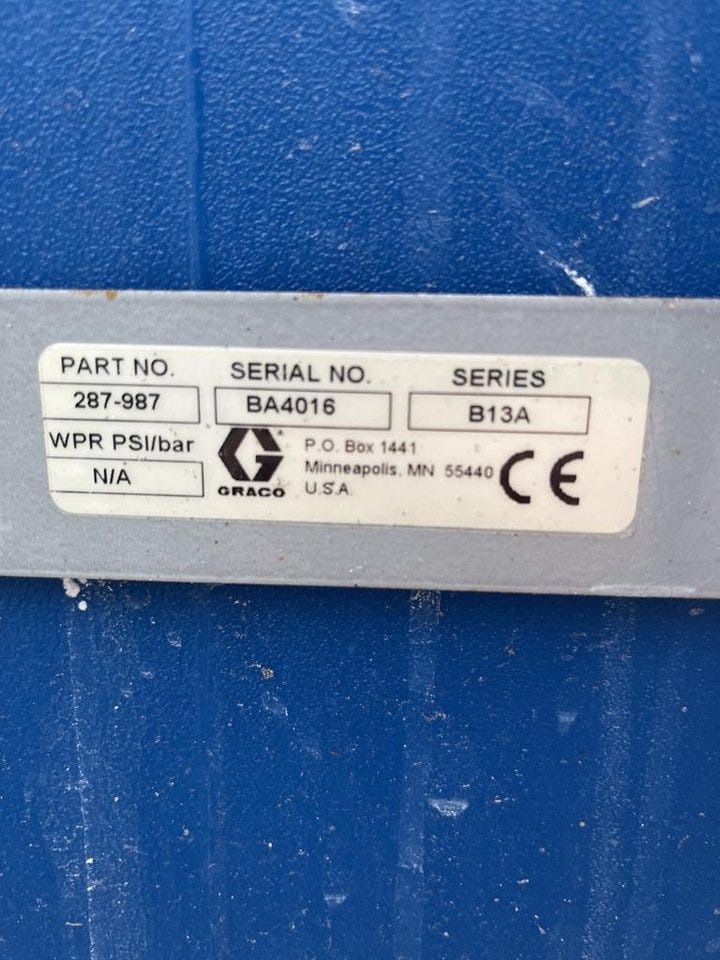 PART NO. SERIAL NO. SERIES
287-987 BA4016 B13A
WPR PSI/bar
N/A
GRACO
P.O. Box 1441
Minneapolis, MN 55440
U.S.A.
CE